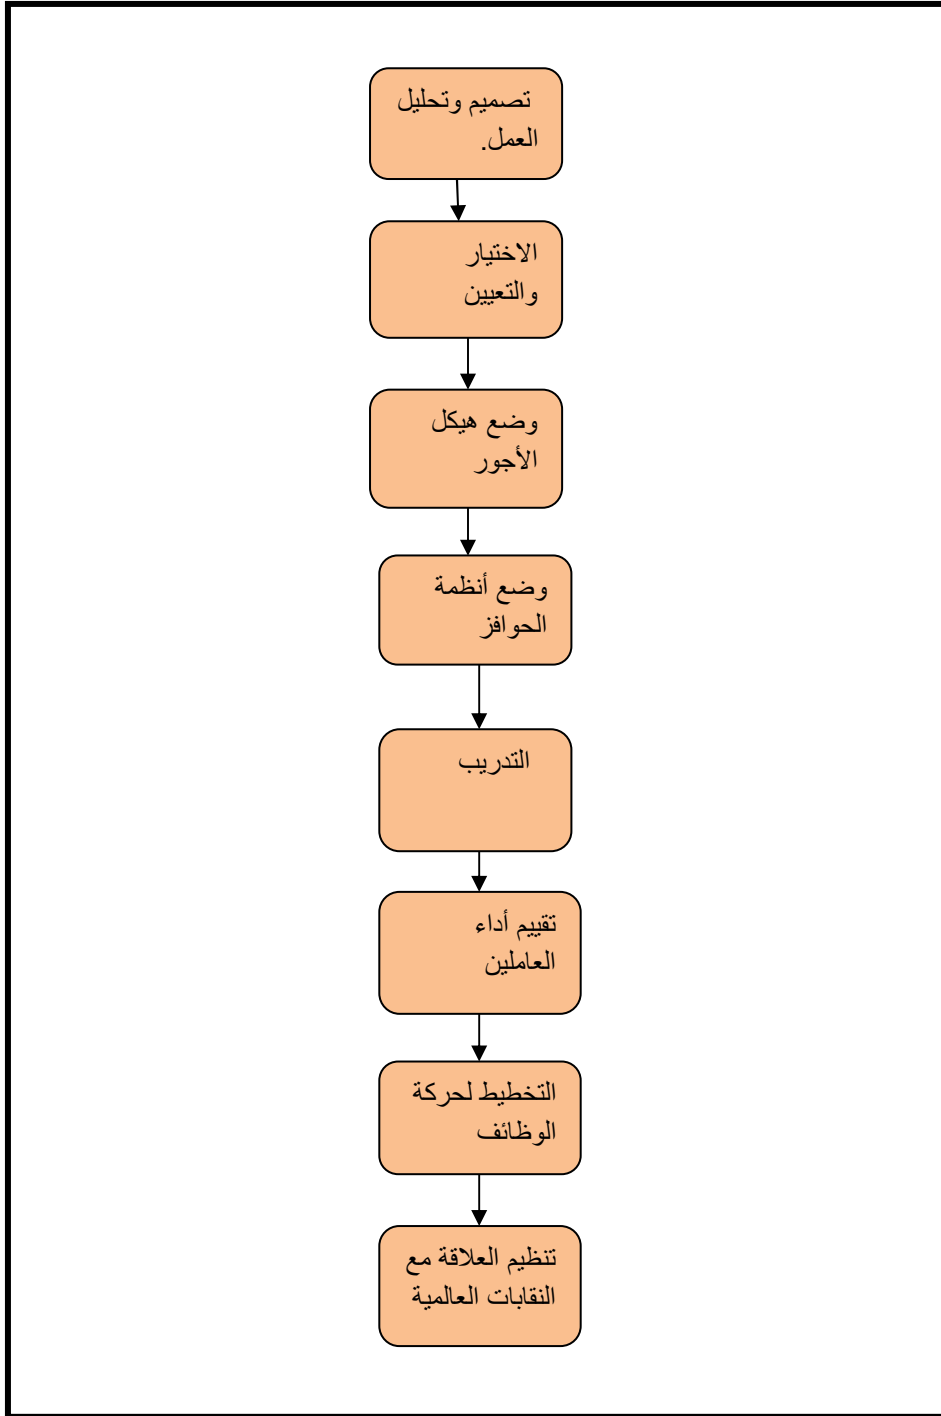 تصميم وتحليل
العمل.
الاختيار
والتعيين
وضع هيكل
الأجور
وضع أنظمة
الحوافز
التدريب
تقييم أداء
العاملين
التخطيط لحركة
الوظائف
تنظيم العلاقة مع
النقابات العالمية